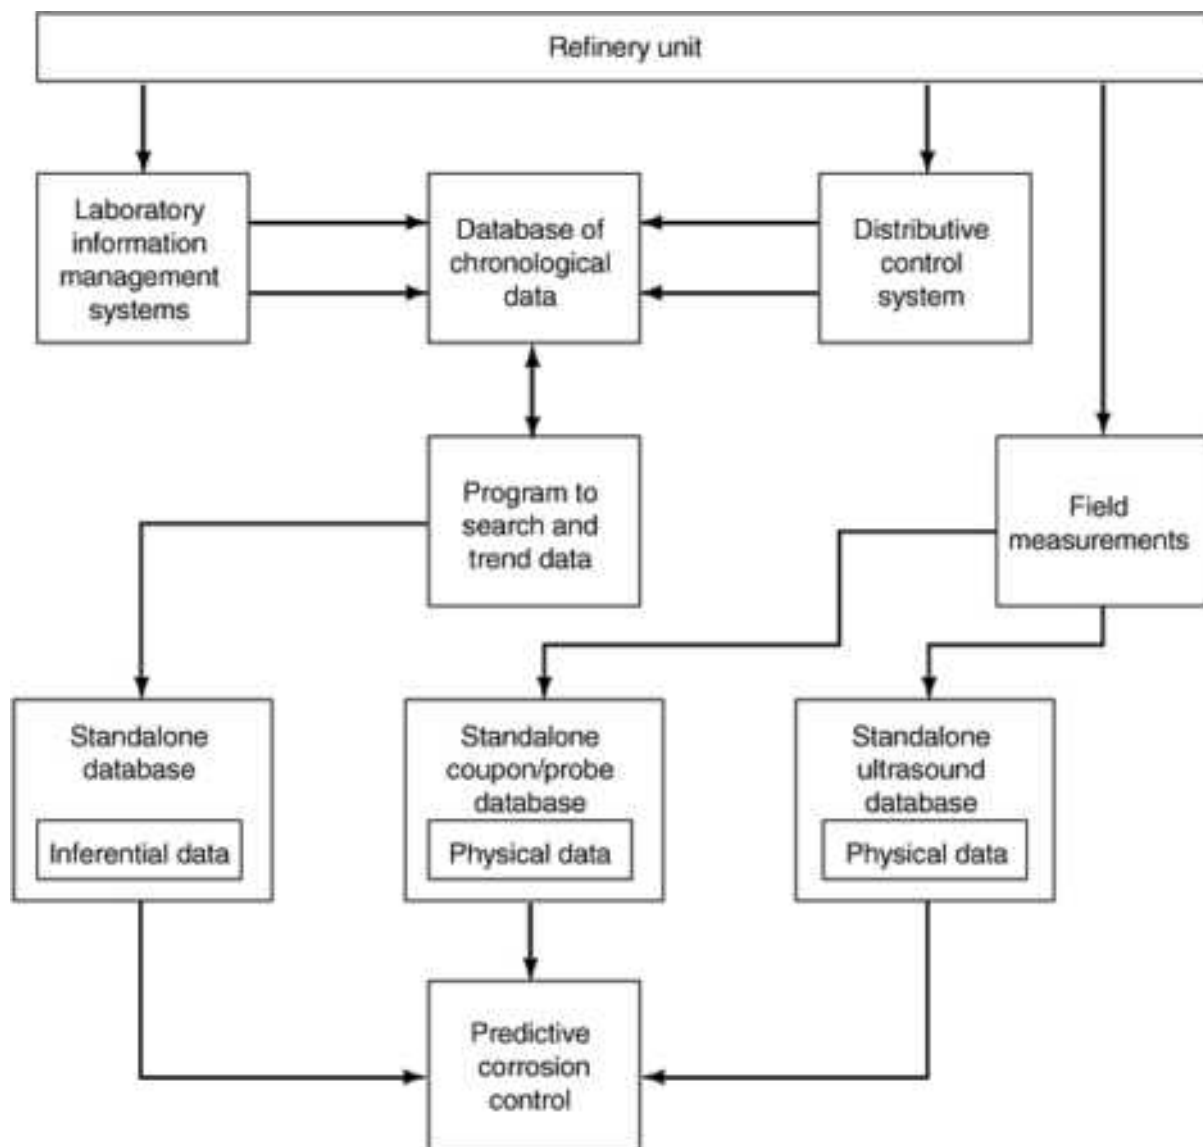 Refinery unit
Laboratory
information
management
systems
Database of
chronological
data
Distributive
control
system
Program to
search and
trend data
Field
measurements
Standalone
database
Inferential data
Standalone
coupon/probe
database
Physical data
Standalone
ultrasound
database
Physical data
Predictive
corrosion
control